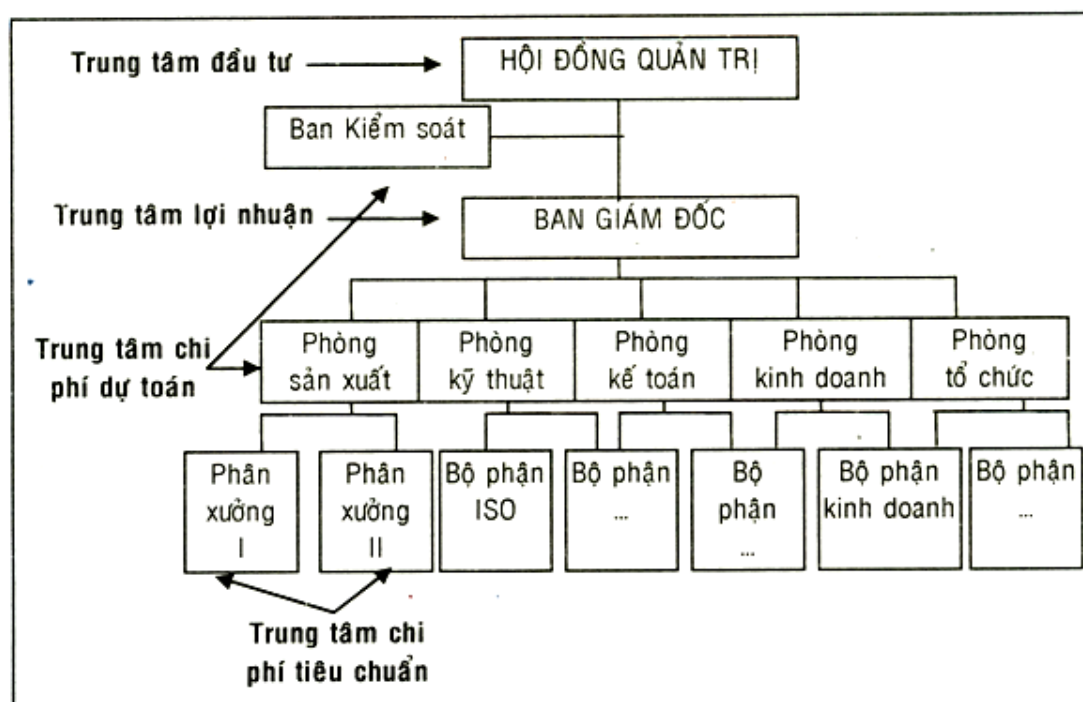 Trung tâm đầu tư
HỘI ĐỒNG QUẢN TRỊ
Ban Kiểm soát
Trung tâm lợi nhuận
BAN GIÁM ĐỐC
Trung tâm chi
phí dự toán
Phòng
sản xuất
Phòng
kỹ thuật
Phòng
kế toán
Phòng
kinh doanh
Phòng
tổ chức
Phân
xưởng
I
Phân
xưởng
II
Bộ phận
ISO
Bộ phận
...
Bộ
phận
...
Bộ phận
kinh doanh
Bộ phận
...
Trung tâm chi
phí tiêu chuẩn